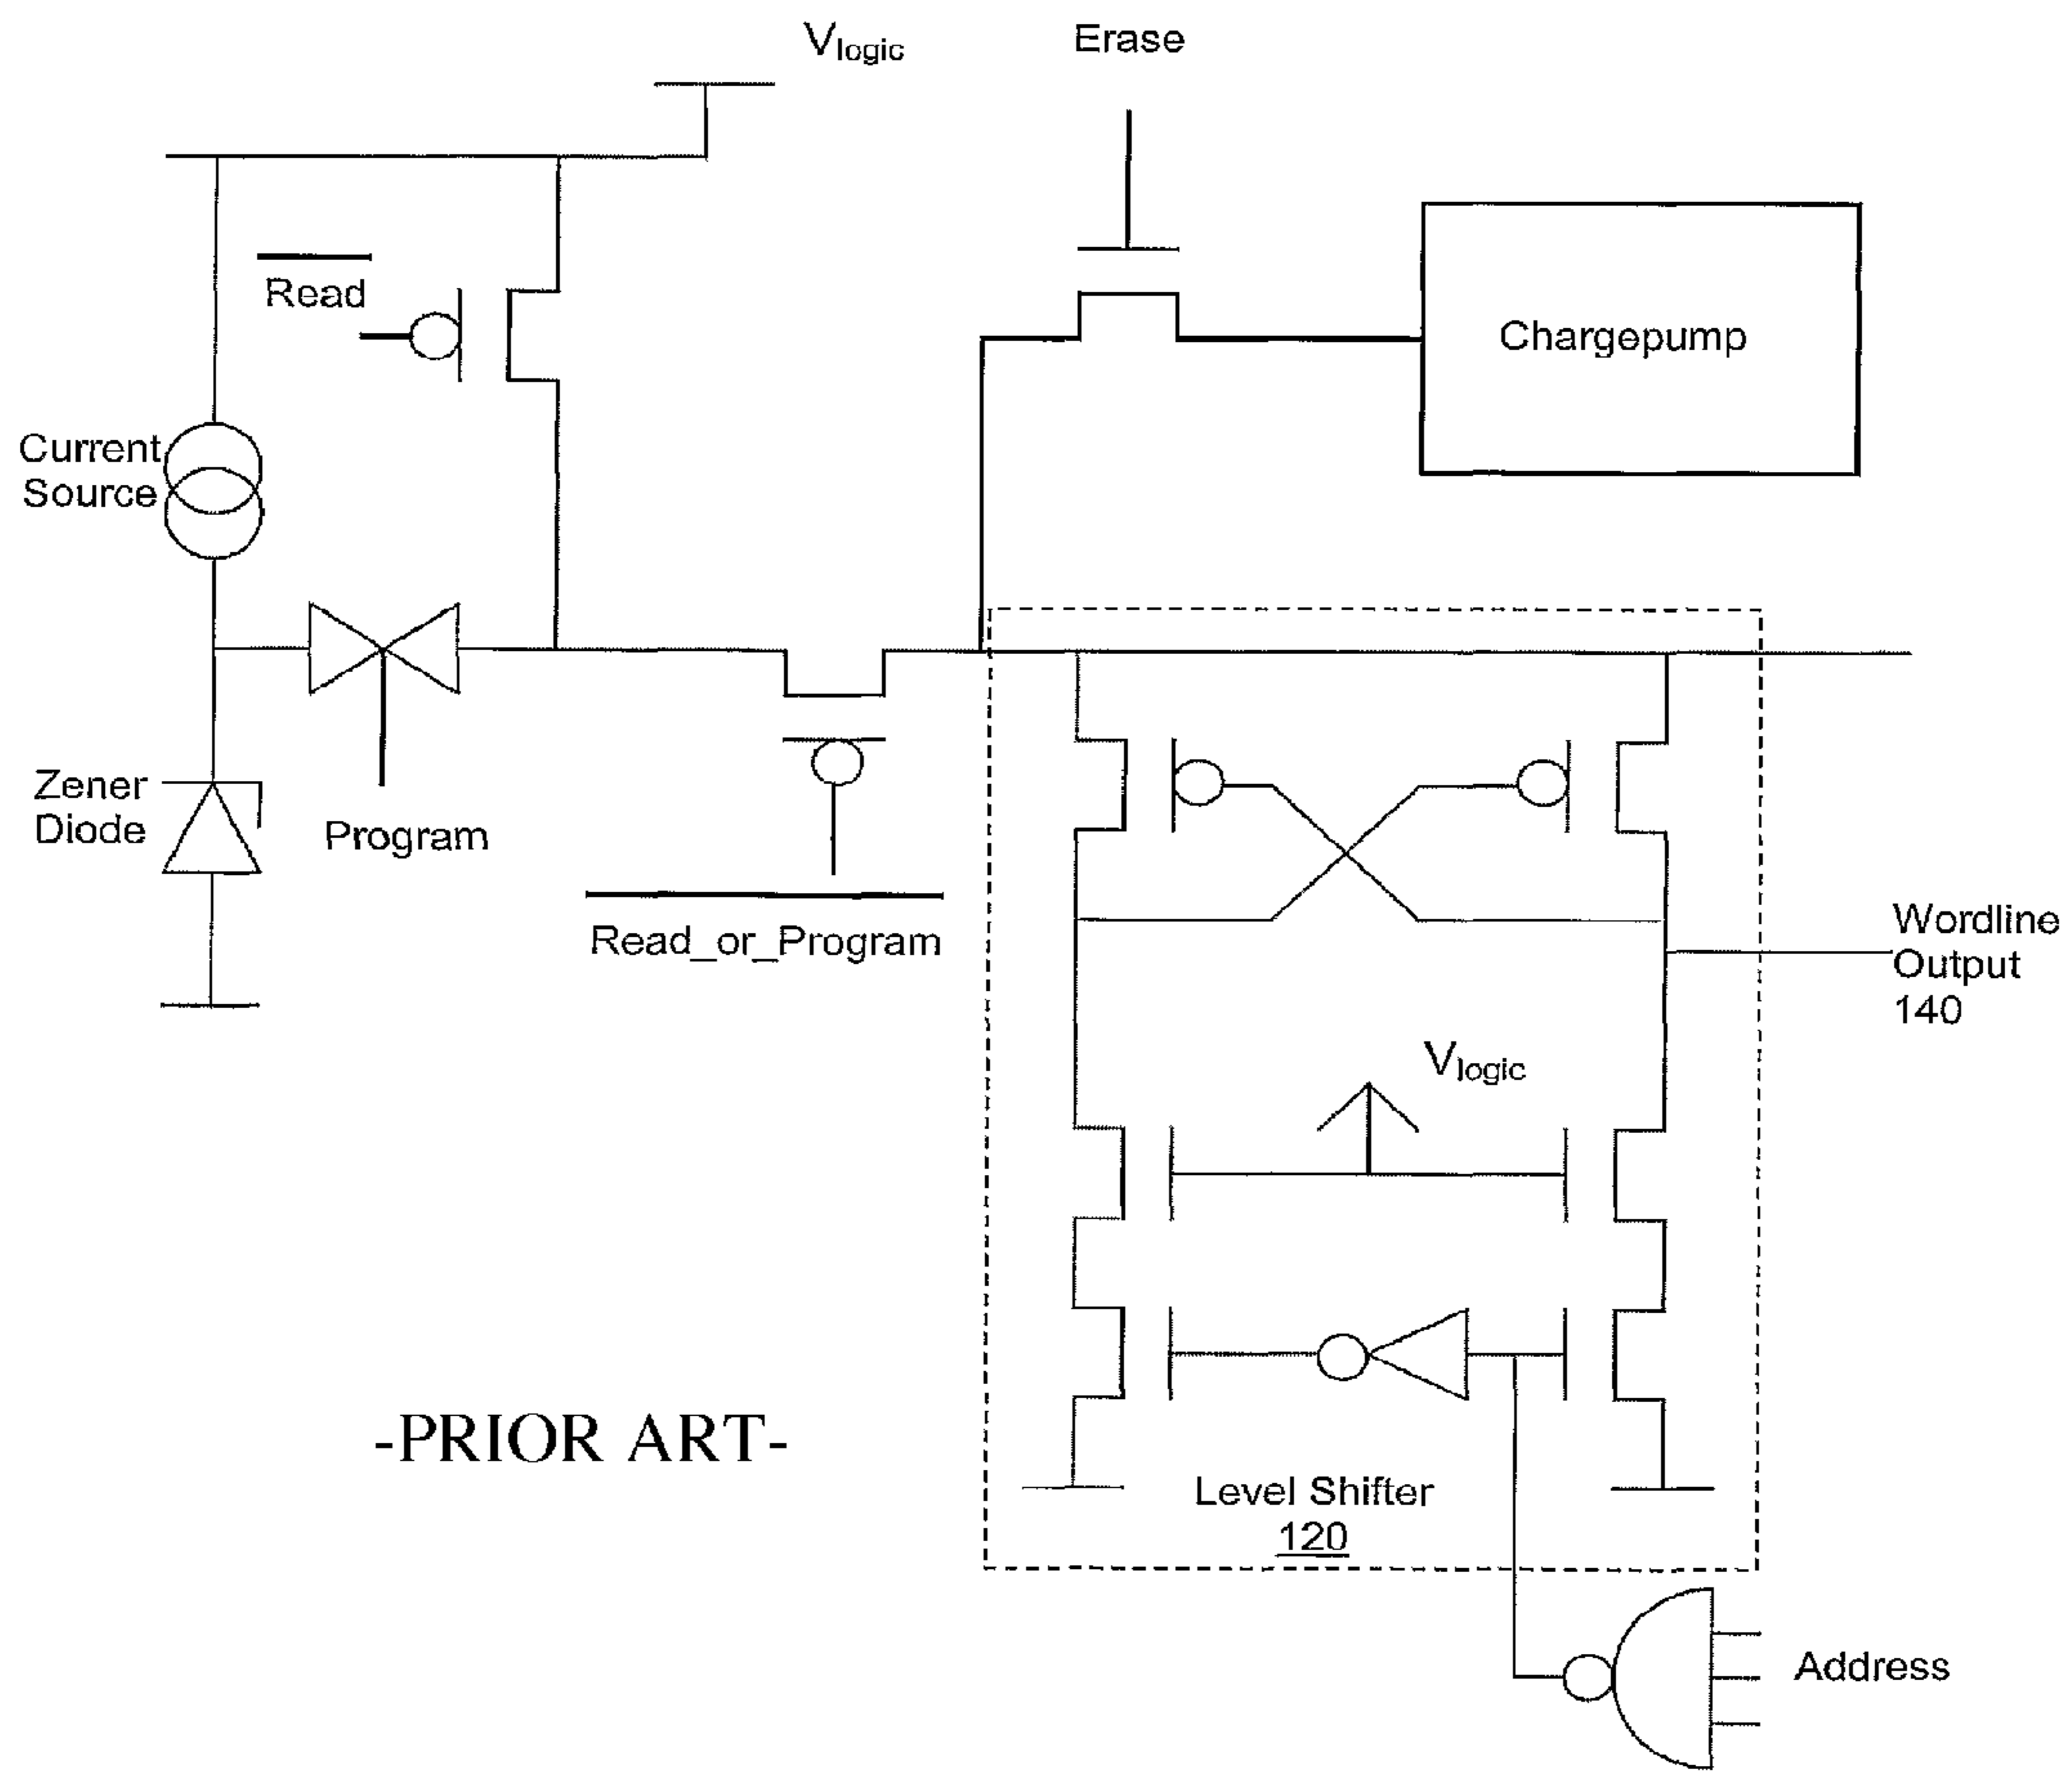 Vlogic
Erase
Read
Chargepump
Current
Source
Zener
Diode
Program
Read_or_Program
Wordline
Output
140
Vlogic
-PRIOR ART-
Level Shifter
120
Address